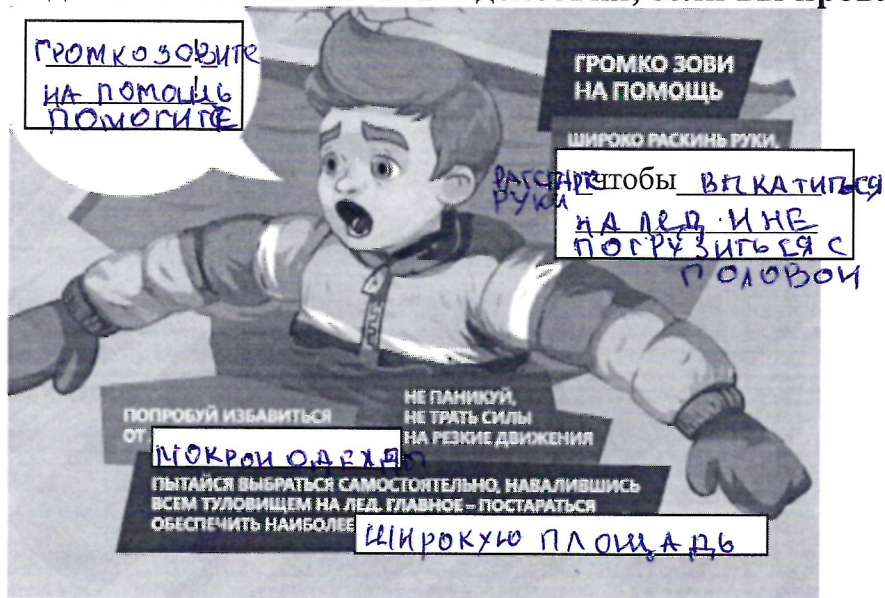 ГРОМКО ЗОВИТЕ
НА ПОМОЩЬ
ПОМОГИТЕ
ГРОМКО ЗОВИ
НА ПОМОЩЬ
ШИРОКО РАСКИНЬ РУКИ,
чтобы ВЫКАТИТЬСЯ
РУКИ
НА ЛЕД И НЕ
ПОГРУЗИТЬСЯ С
ГОЛОВОЙ
ПОПРОБУЙ ИЗБАВИТЬСЯ
ОТ
МОКРОЙ ОДЕЖДЫ
НЕ ПАНИКУЙ,
НЕ ТРАТЬ СИЛЫ
НА РЕЗКИЕ ДВИЖЕНИЯ
ПЫТАЙСЯ ВЫБРАТЬСЯ САМОСТОЯТЕЛЬНО, НАВАЛИВШИСЬ
ВСЕМ ТУЛОВИЩЕМ НА ЛЕД. ГЛАВНОЕ – ПОСТАРАТЬСЯ
ОБЕСПЕЧИТЬ НАИБОЛЕЕ
ШИРОКУЮ ПЛОЩАДЬ